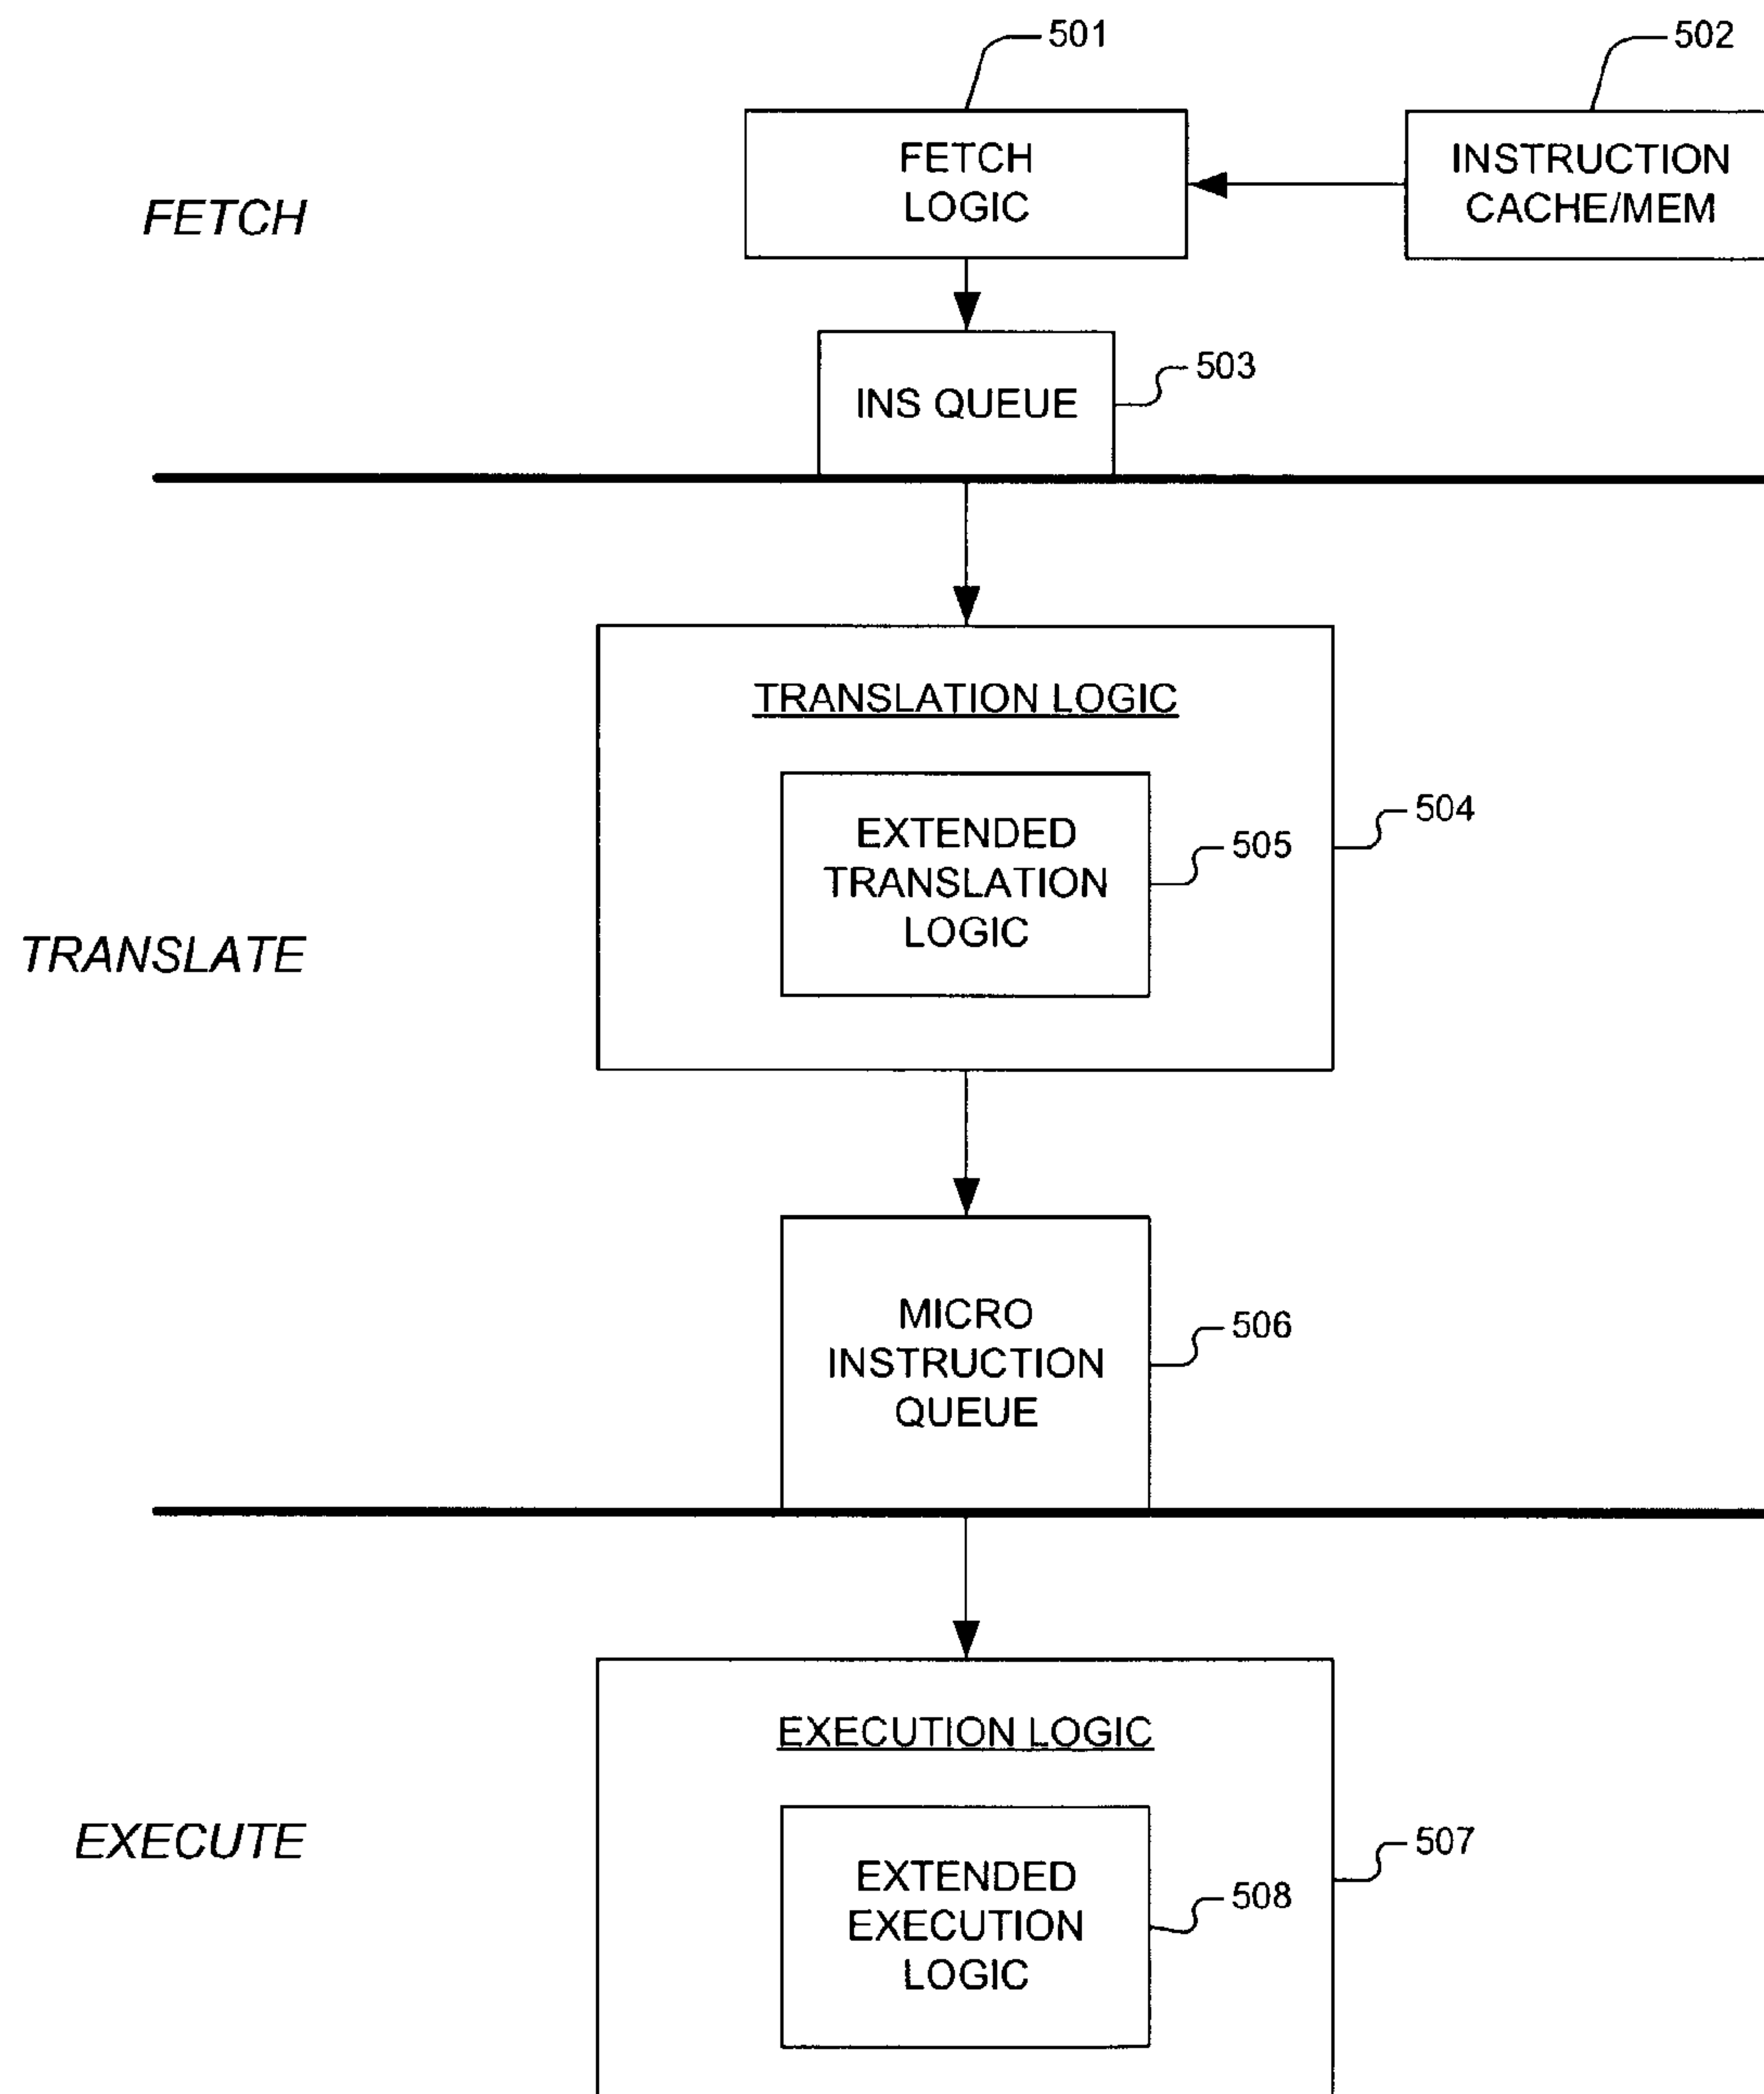 501
502
FETCH
LOGIC
INSTRUCTION
CACHE/MEM
FETCH
503
INS QUEUE
TRANSLATION LOGIC
504
EXTENDED
TRANSLATION
LOGIC
505
TRANSLATE
MICRO
INSTRUCTION
QUEUE
506
EXECUTION LOGIC
EXECUTE
507
EXTENDED
EXECUTION
LOGIC
508